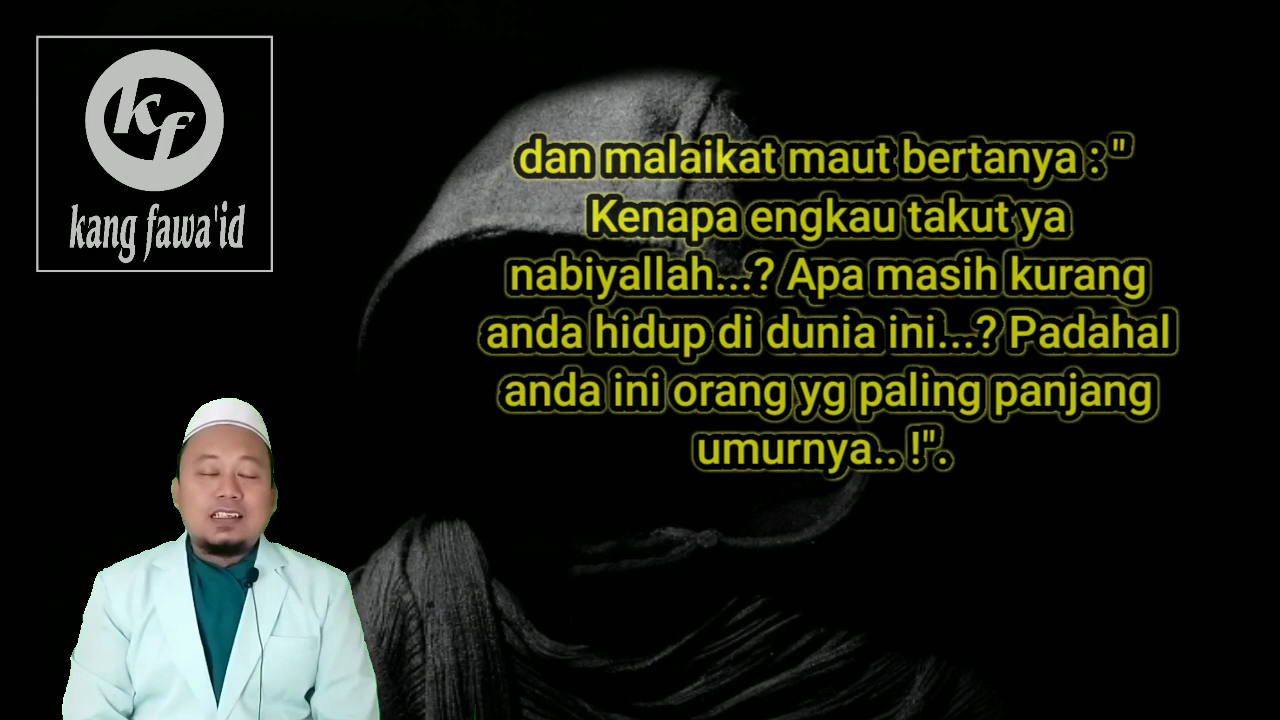 kf
kang fawa'id
dan malaikat maut bertanya : "
Kenapa engkau takut ya
nabiyallah...? Apa masih kurang
anda hidup di dunia ini...? Padahal
anda ini orang yg paling panjang
umurnya.. !".